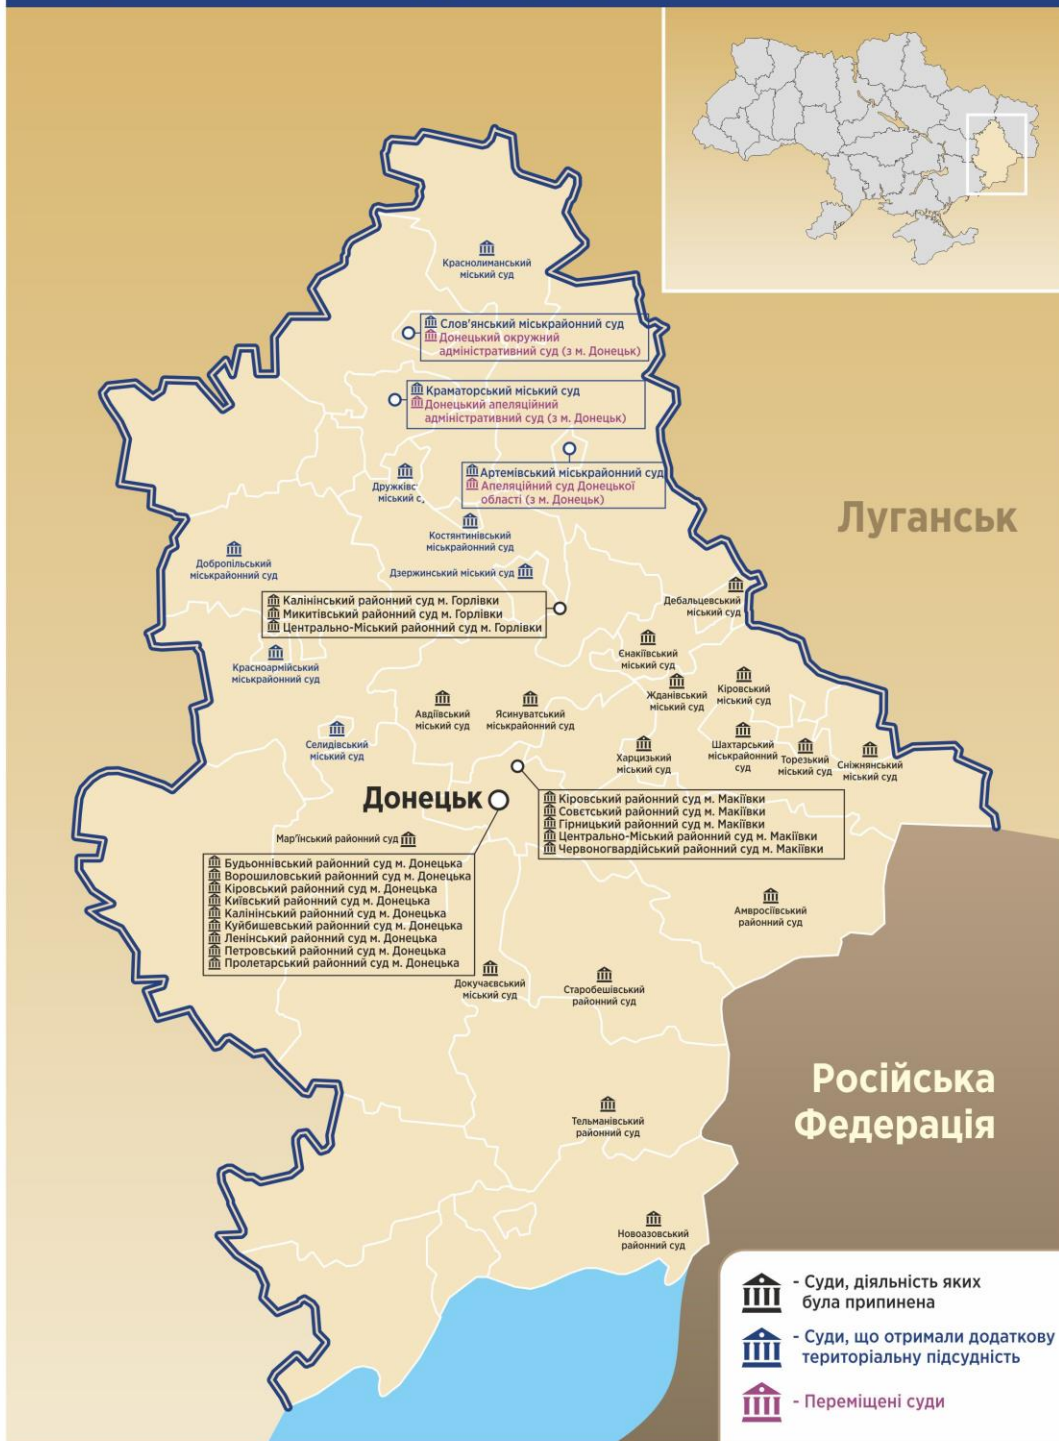 Краснолиманський
міський суд
Слов'янський міськрайонний суд
Донецький окружний
адміністративний суд (з м. Донецьк)
Краматорський міський суд
Донецький апеляційний
адміністративний суд (з м. Донецьк)
Артемівський міськрайонний суд
Апеляційний суд Донецької
області (з м. Донецьк)
Дружківс
міський с
Костянтинівський
міськрайонний суд
Луганськ
Добропільський
міськрайонний суд
Дзержинський міський суд
Дебальцевський
міський суд
Калінінський районний суд м. Горлівки
Микитівський районний суд м. Горлівки
Центрально-Міський районний суд м. Горлівки
Єнакіївський
міський суд
Красноармійський
міськрайонний суд
Жданівський
міський суд
Кіровський
міський суд
Авдіївський
міський суд
Ясинуватський
міськрайонний суд
Селидівський
міський суд
Харцизький
міський суд
Шахтарський
міськрайонний
суд
Торезький
міський суд
Сніжнянський
міський суд
Донецьк
Кіровський районний суд м. Макіївки
Совєтський районний суд м. Макіївки
Гірницький районний суд м. Макіївки
Центрально-Міський районний суд м. Макіївки
Червоногвардійський районний суд м. Макіївки
Мар'їнський районний суд
Будьоннівський районний суд м. Донецька
Ворошиловський районний суд м. Донецька
Кіровський районний суд м. Донецька
Київський районний суд м. Донецька
Калінінський районний суд м. Донецька
Куйбишевський районний суд м. Донецька
Ленінський районний суд м. Донецька
Петровський районний суд м. Донецька
Пролетарський районний суд м. Донецька
Амвросіївський
районний суд
Докучаєвський
міський суд
Старобешівський
районний суд
Російська
Федерація
Тельманівський
районний суд
Новоазовський
районний суд
- Суди, діяльність яких
була припинена
- Суди, що отримали додаткову
територіальну підсудність
- Переміщені суди